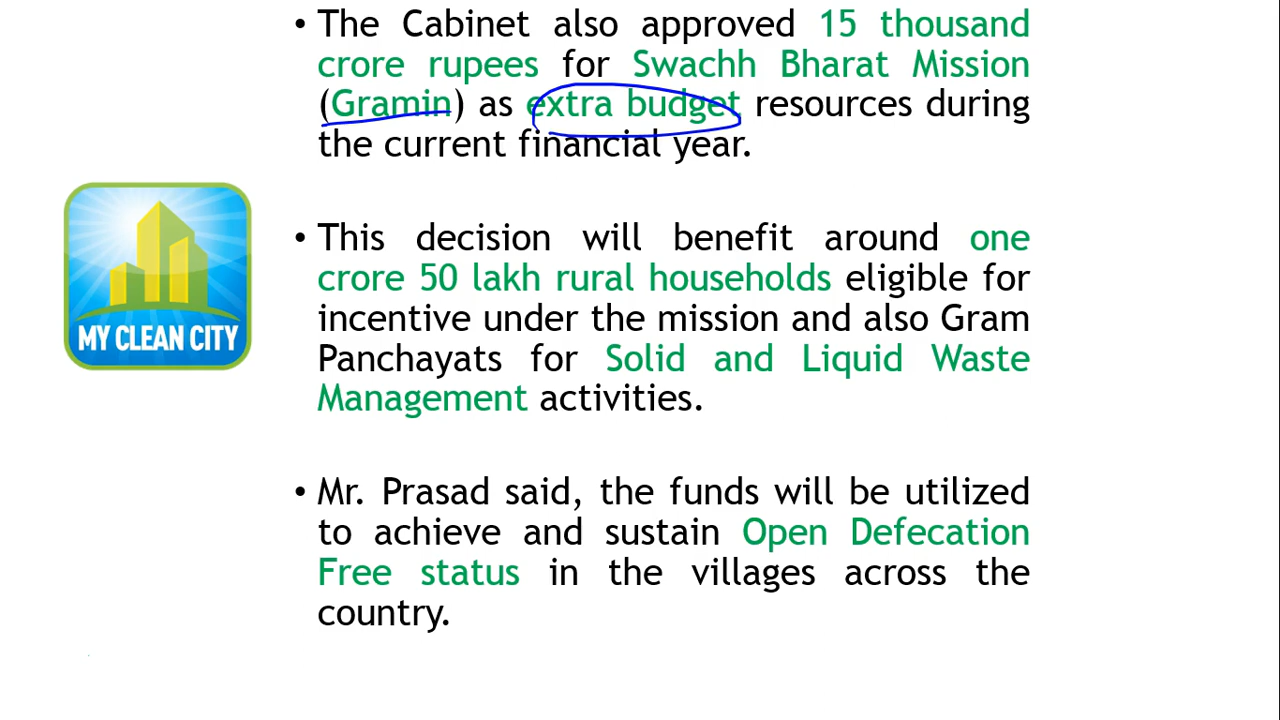 • The Cabinet also approved 15 thousand
crore rupees for Swachh Bharat Mission
(Gramin) as extra budget resources during
the current financial year.
• This decision will benefit around one
crore 50 lakh rural households eligible for
incentive under the mission and also Gram
Panchayats for Solid and Liquid Waste
Management activities.
MY CLEAN CITY
• Mr. Prasad said, the funds will be utilized
to achieve and sustain Open Defecation
Free status in the villages across the
country.